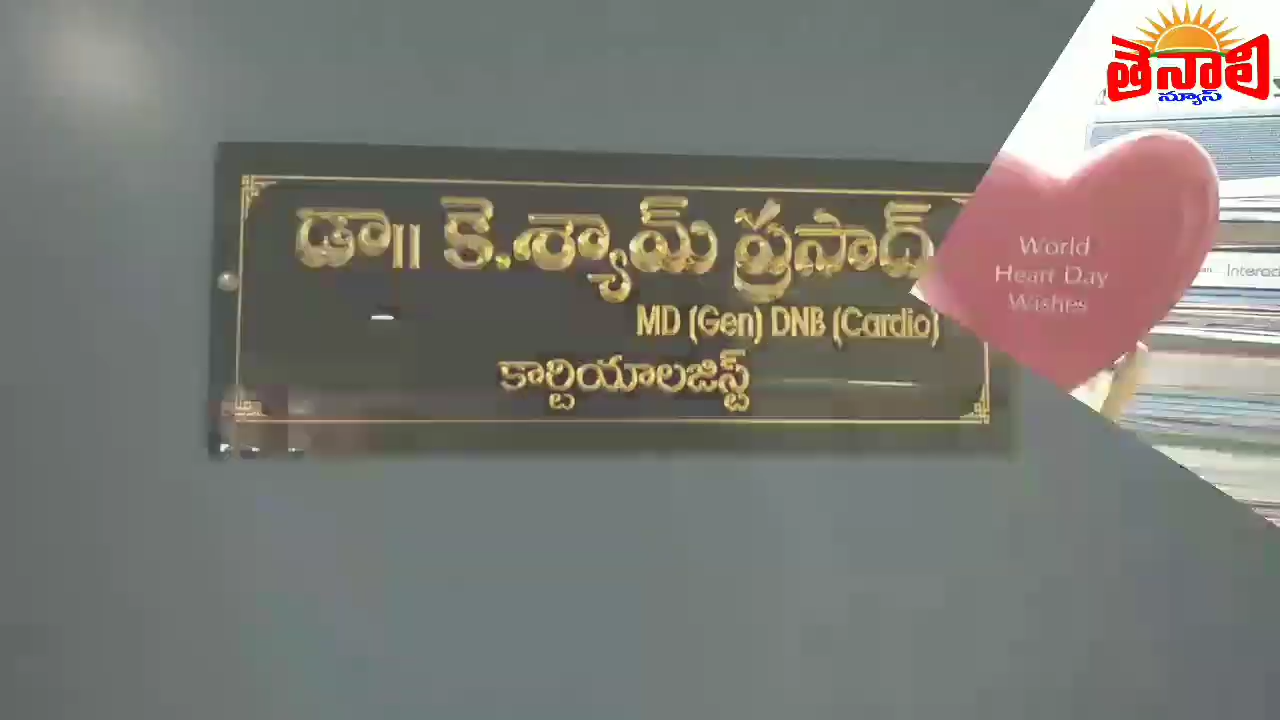 తెనాలి
న్యూస్
డా|| కె.శ్యామ్ ప్రసాద్
MD (Gen) DNB (Cardio)
కార్టియాలజిస్ట్
World
Heart Day
Wishes